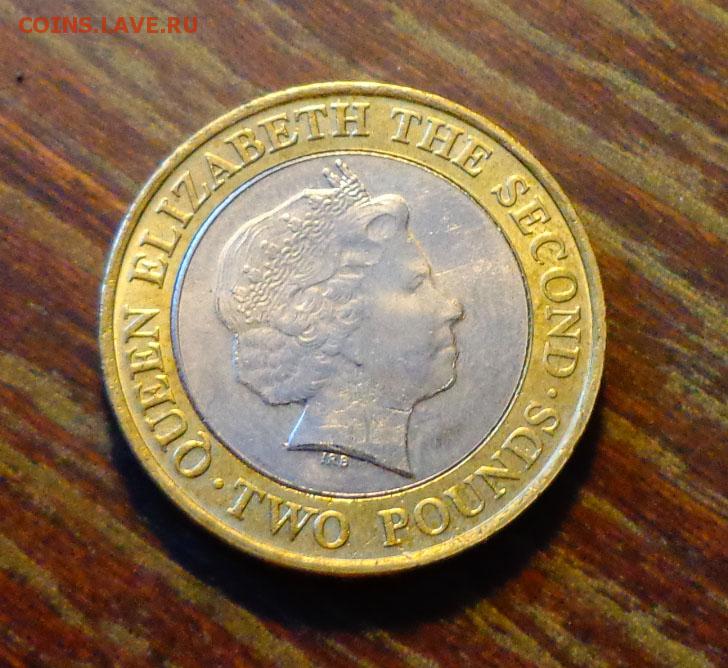 COINS.LAVE.RU
· QUEEN ELIZABETH THE SECOND ·
TWO POUNDS
IRB